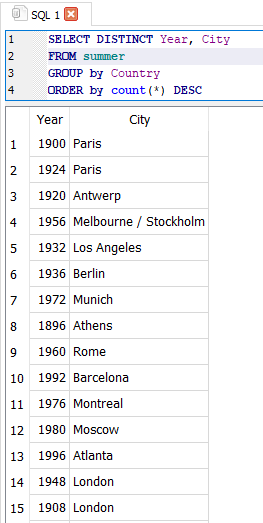 SQL 1
1 SELECT DISTINCT Year, City
2 FROM summer
3 GROUP by Country
4 ORDER by count(*) DESC
Year City
1 1900 Paris
2 1924 Paris
3 1920 Antwerp
4 1956 Melbourne / Stockholm
5 1932 Los Angeles
6 1936 Berlin
7 1972 Munich
8 1896 Athens
9 1960 Rome
10 1992 Barcelona
11 1976 Montreal
12 1980 Moscow
13 1996 Atlanta
14 1948 London
15 1908 London